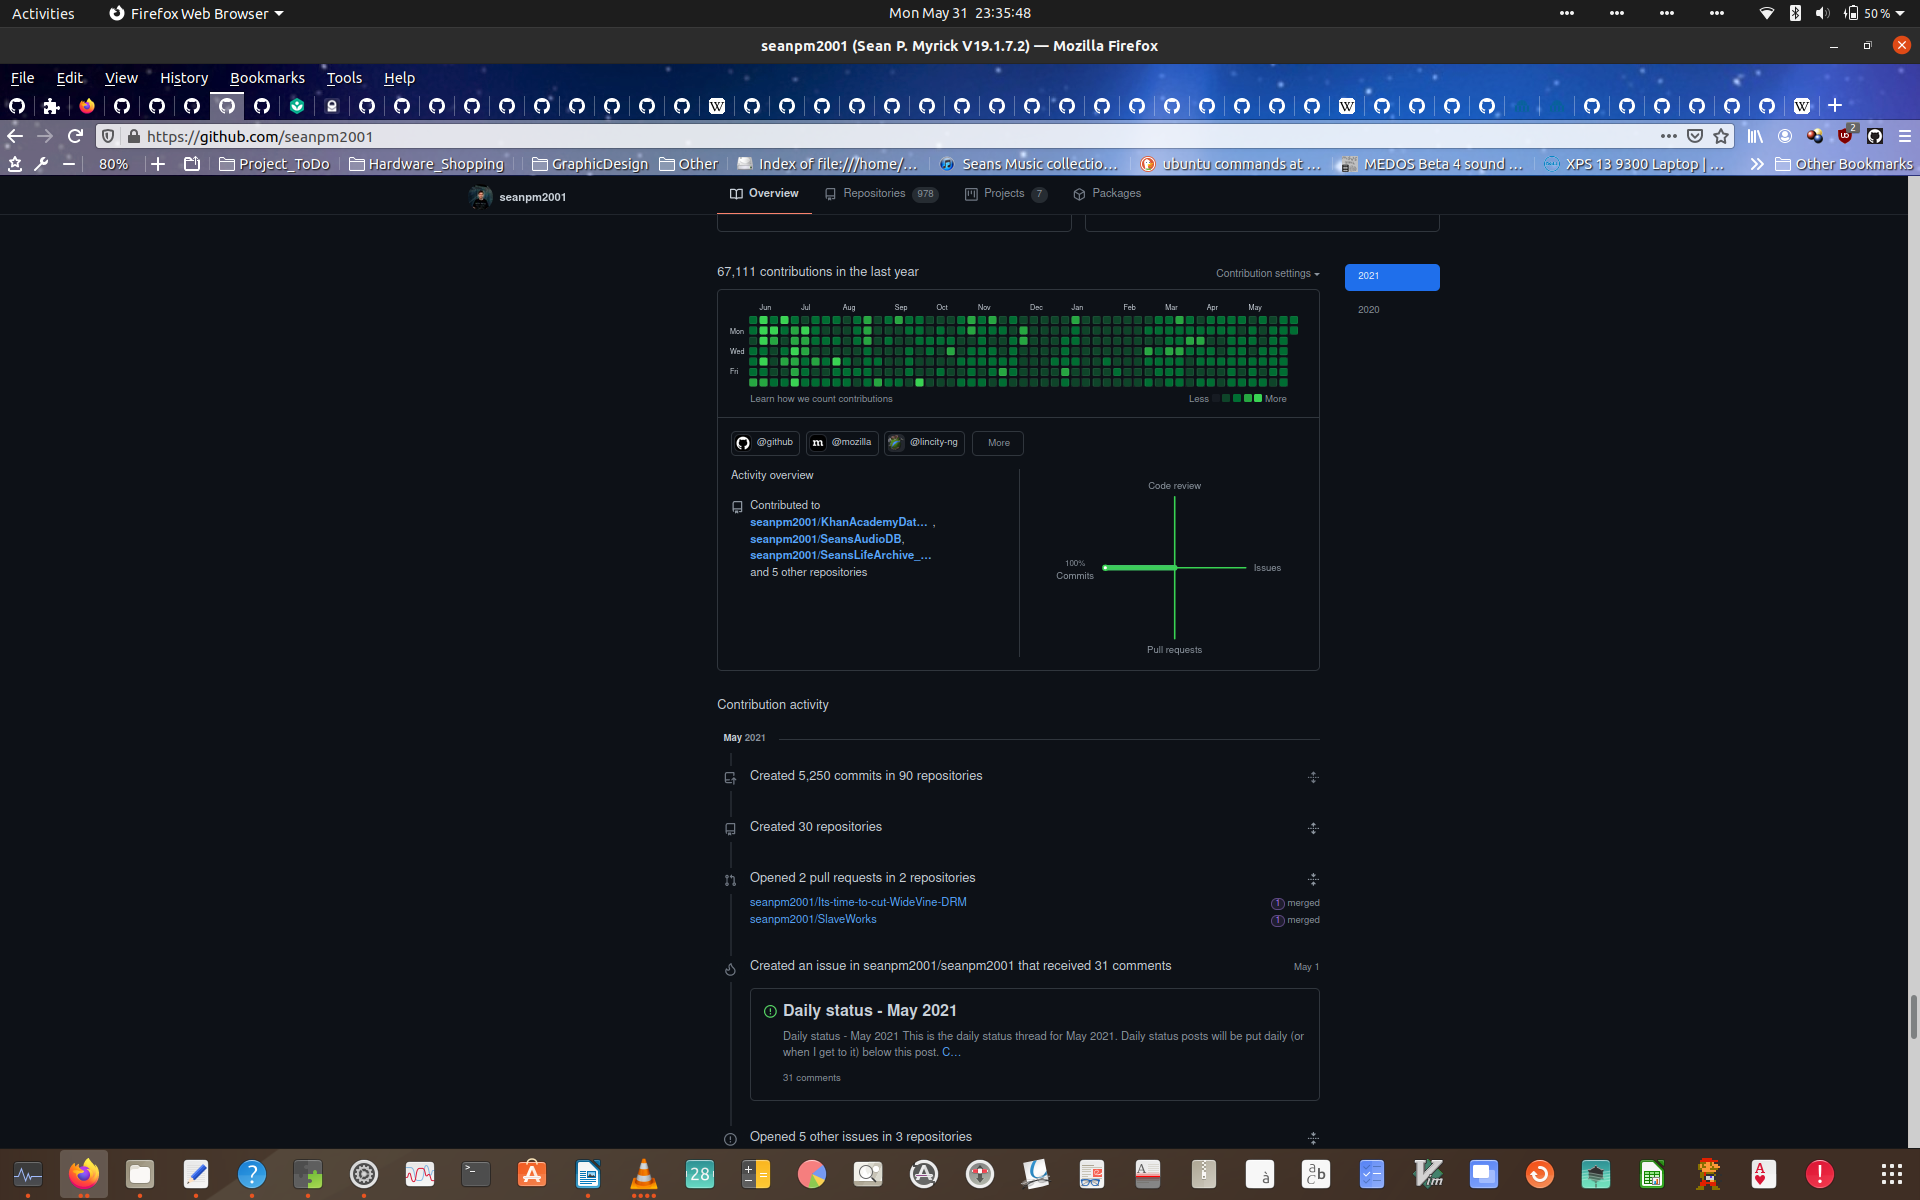 Activities
Firefox Web Browser
Mon May 31 23:35:48
50 %
seanpm2001 (Sean P. Myrick V19.1.7.2) — Mozilla Firefox
File Edit View History Bookmarks Tools Help
https://github.com/seanpm2001
2
80%
Project_ToDo
Hardware_Shopping
GraphicDesign
Other
Index of file:///home/...
Seans Music collectio...
ubuntu commands at ...
MEDOS Beta 4 sound ...
XPS 13 9300 Laptop | ...
Other Bookmarks
seanpm2001
Overview
Repositories 978
Projects 7
Packages
67,111 contributions in the last year
Contribution settings
2021
2020
Jun Jul Aug Sep Oct Nov Dec Jan Feb Mar Apr May
Mon
Wed
Fri
Learn how we count contributions
Less
More
@github
@mozilla
@lincity-ng
More
Activity overview
Contributed to
seanpm2001/KhanAcademyDat... ,
seanpm2001/SeansAudioDB,
seanpm2001/SeansLifeArchive_...
and 5 other repositories
Code review
100%
Commits
Issues
Pull requests
Contribution activity
May 2021
Created 5,250 commits in 90 repositories
Created 30 repositories
Opened 2 pull requests in 2 repositories
seanpm2001/Its-time-to-cut-WideVine-DRM
1 merged
seanpm2001/SlaveWorks
1 merged
Created an issue in seanpm2001/seanpm2001 that received 31 comments
May 1
Daily status - May 2021
Daily status - May 2021 This is the daily status thread for May 2021. Daily status posts will be put daily (or
when I get to it) below this post. C...
31 comments
Opened 5 other issues in 3 repositories
28